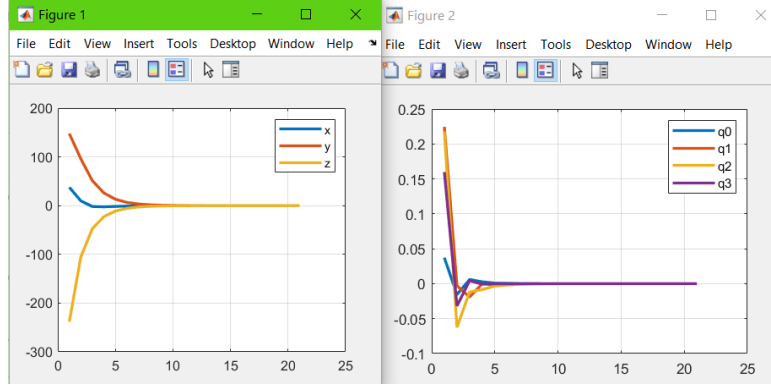 Figure 1
File Edit View Insert Tools Desktop Window Help
200
100
0
-100
-200
-300
0 5 10 15 20 25
x
y
z
Figure 2
File Edit View Insert Tools Desktop Window Help
0.25
0.2
0.15
0.1
0.05
0
-0.05
-0.1
0 5 10 15 20 25
q0
q1
q2
q3